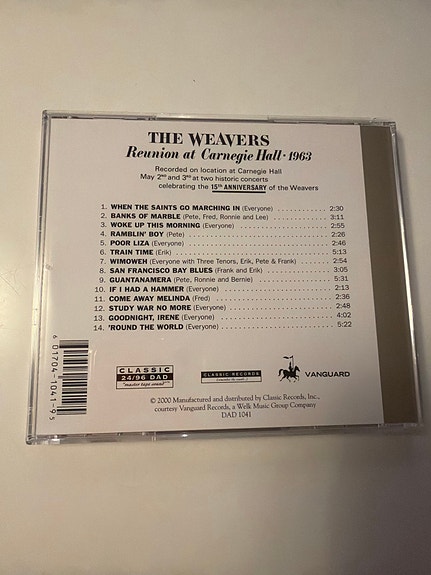 THE WEAVERS
Reunion at Carnegie Hall · 1963
Recorded on location at Carnegie Hall
May 2ND and 3RD at two historic concerts
celebrating the 15TH ANNIVERSARY of the Weavers
1. WHEN THE SAINTS GO MARCHING IN (Everyone) 2:30
2. BANKS OF MARBLE (Pete, Fred, Ronnie and Lee) 3:11
3. WOKE UP THIS MORNING (Everyone) 2:55
4. RAMBLIN' BOY (Pete) 2:26
5. POOR LIZA (Everyone) 2:46
6. TRAIN TIME (Erik) 5:13
7. WIMOWEH (Everyone with Three Tenors, Erik, Pete & Frank) 2:54
8. SAN FRANCISCO BAY BLUES (Frank and Erik) 3:05
9. GUANTANAMERA (Pete, Ronnie and Bernie) 5:31
10. IF I HAD A HAMMER (Everyone) 2:13
11. COME AWAY MELINDA (Fred) 2:36
12. STUDY WAR NO MORE (Everyone) 2:48
13. GOODNIGHT, IRENE (Everyone) 4:02
14. 'ROUND THE WORLD (Everyone) 5:22
6 01704-1041-9 5
CLASSIC
24/96 DAD
"master tape sound"
CLASSIC RECORDS
VANGUARD
© 2000 Manufactured and distributed by Classic Records, Inc.,
courtesy Vanguard Records, a Welk Music Group Company
DAD 1041